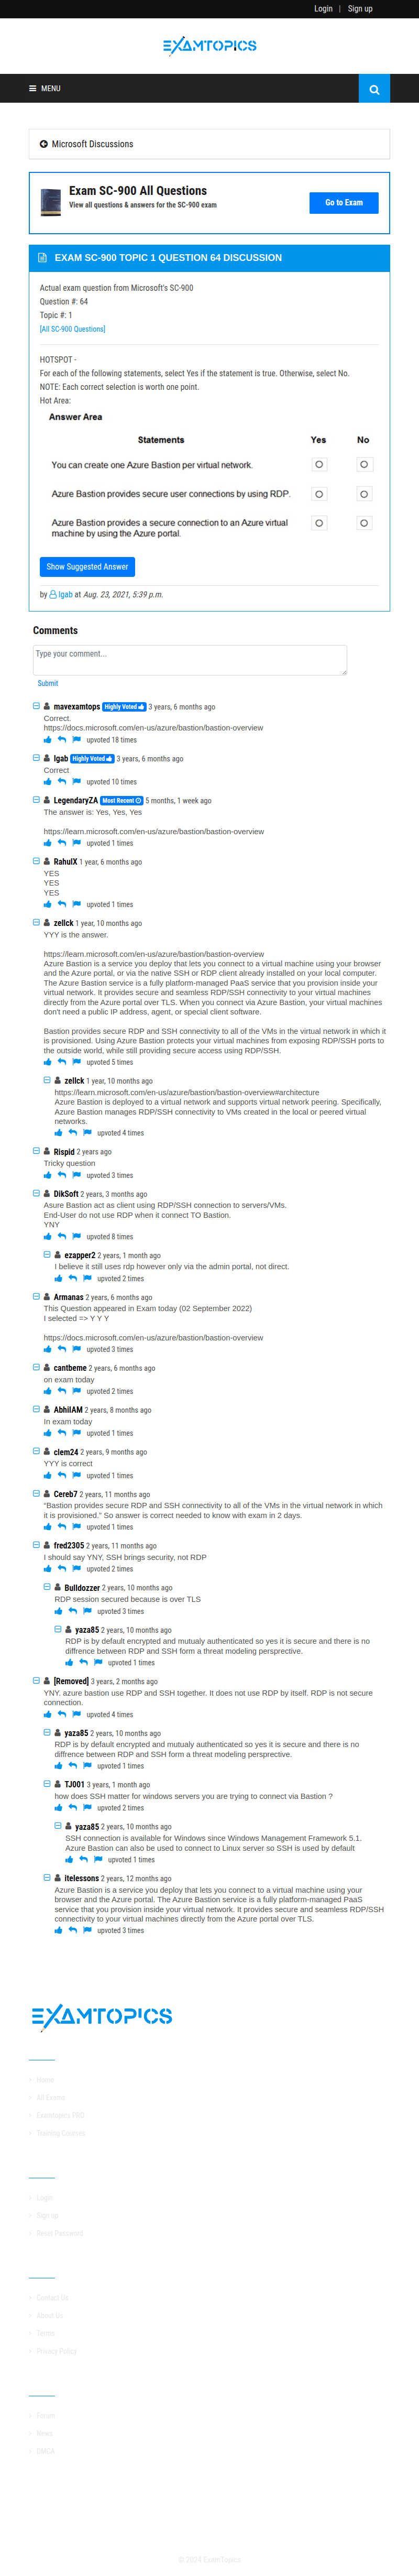 Login | Sign up
EXAMTOPICS
MENU
Microsoft Discussions
Exam SC-900 All Questions
View all questions & answers for the SC-900 exam
Go to Exam
EXAM SC-900 TOPIC 1 QUESTION 64 DISCUSSION
Actual exam question from Microsoft's SC-900
Question #: 64
Topic #: 1
[All SC-900 Questions]
HOTSPOT -
For each of the following statements, select Yes if the statement is true. Otherwise, select No.
NOTE: Each correct selection is worth one point.
Hot Area:
Answer Area
Statements Yes No
You can create one Azure Bastion per virtual network.
Azure Bastion provides secure user connections by using RDP.
Azure Bastion provides a secure connection to an Azure virtual
machine by using the Azure portal.
Show Suggested Answer
by Igab at Aug. 23, 2021, 5:39 p.m.
Comments
Type your comment...
Submit
mavexamtops Highly Voted 3 years, 6 months ago
Correct.
https://docs.microsoft.com/en-us/azure/bastion/bastion-overview
upvoted 18 times
Igab Highly Voted 3 years, 6 months ago
Correct
upvoted 10 times
LegendaryZA Most Recent 5 months, 1 week ago
The answer is: Yes, Yes, Yes
https://learn.microsoft.com/en-us/azure/bastion/bastion-overview
upvoted 1 times
RahulX 1 year, 6 months ago
YES
YES
YES
upvoted 1 times
zellck 1 year, 10 months ago
YYY is the answer.
https://learn.microsoft.com/en-us/azure/bastion/bastion-overview
Azure Bastion is a service you deploy that lets you connect to a virtual machine using your browser
and the Azure portal, or via the native SSH or RDP client already installed on your local computer.
The Azure Bastion service is a fully platform-managed PaaS service that you provision inside your
virtual network. It provides secure and seamless RDP/SSH connectivity to your virtual machines
directly from the Azure portal over TLS. When you connect via Azure Bastion, your virtual machines
don't need a public IP address, agent, or special client software.
Bastion provides secure RDP and SSH connectivity to all of the VMs in the virtual network in which it
is provisioned. Using Azure Bastion protects your virtual machines from exposing RDP/SSH ports to
the outside world, while still providing secure access using RDP/SSH.
upvoted 5 times
zellck 1 year, 10 months ago
https://learn.microsoft.com/en-us/azure/bastion/bastion-overview#architecture
Azure Bastion is deployed to a virtual network and supports virtual network peering. Specifically,
Azure Bastion manages RDP/SSH connectivity to VMs created in the local or peered virtual
networks.
upvoted 4 times
Rispid 2 years ago
Tricky question
upvoted 3 times
DikSoft 2 years, 3 months ago
Asure Bastion act as client using RDP/SSH connection to servers/VMs.
End-User do not use RDP when it connect TO Bastion.
YNY
upvoted 8 times
ezapper2 2 years, 1 month ago
I believe it still uses rdp however only via the admin portal, not direct.
upvoted 2 times
Armanas 2 years, 6 months ago
This Question appeared in Exam today (02 September 2022)
I selected => Y Y Y
https://docs.microsoft.com/en-us/azure/bastion/bastion-overview
upvoted 3 times
cantbeme 2 years, 6 months ago
on exam today
upvoted 2 times
AbhilAM 2 years, 8 months ago
In exam today
upvoted 1 times
clem24 2 years, 9 months ago
YYY is correct
upvoted 1 times
Cereb7 2 years, 11 months ago
"Bastion provides secure RDP and SSH connectivity to all of the VMs in the virtual network in which
it is provisioned." So answer is correct needed to know with exam in 2 days.
upvoted 1 times
fred2305 2 years, 11 months ago
I should say YNY, SSH brings security, not RDP
upvoted 2 times
Bulldozzer 2 years, 10 months ago
RDP session secured because is over TLS
upvoted 3 times
yaza85 2 years, 10 months ago
RDP is by default encrypted and mutualy authenticated so yes it is secure and there is no
diffrence between RDP and SSH form a threat modeling persprective.
upvoted 1 times
[Removed] 3 years, 2 months ago
YNY. azure bastion use RDP and SSH together. It does not use RDP by itself. RDP is not secure
connection.
upvoted 4 times
yaza85 2 years, 10 months ago
RDP is by default encrypted and mutualy authenticated so yes it is secure and there is no
diffrence between RDP and SSH form a threat modeling persprective.
upvoted 1 times
TJ001 3 years, 1 month ago
how does SSH matter for windows servers you are trying to connect via Bastion ?
upvoted 2 times
yaza85 2 years, 10 months ago
SSH connection is available for Windows since Windows Management Framework 5.1.
Azure Bastion can also be used to connect to Linux server so SSH is used by default
upvoted 1 times
itelessons 2 years, 12 months ago
Azure Bastion is a service you deploy that lets you connect to a virtual machine using your
browser and the Azure portal. The Azure Bastion service is a fully platform-managed PaaS
service that you provision inside your virtual network. It provides secure and seamless RDP/SSH
connectivity to your virtual machines directly from the Azure portal over TLS.
upvoted 3 times
EXAMTOPICS
Home
All Exams
Examtopics PRO
Training Courses
Login
Sign up
Reset Password
Contact Us
About Us
Terms
Privacy Policy
Forum
News
DMCA
© 2024 ExamTopics